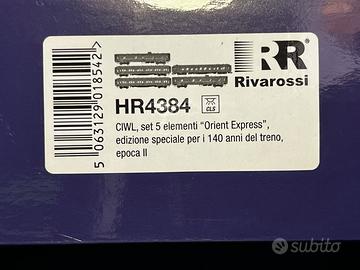 RR
Rivarossi
HR4384
CLS
CIWL, set 5 elementi "Orient Express",
edizione speciale per i 140 anni del treno,
epoca II
5 063129 018542
subito